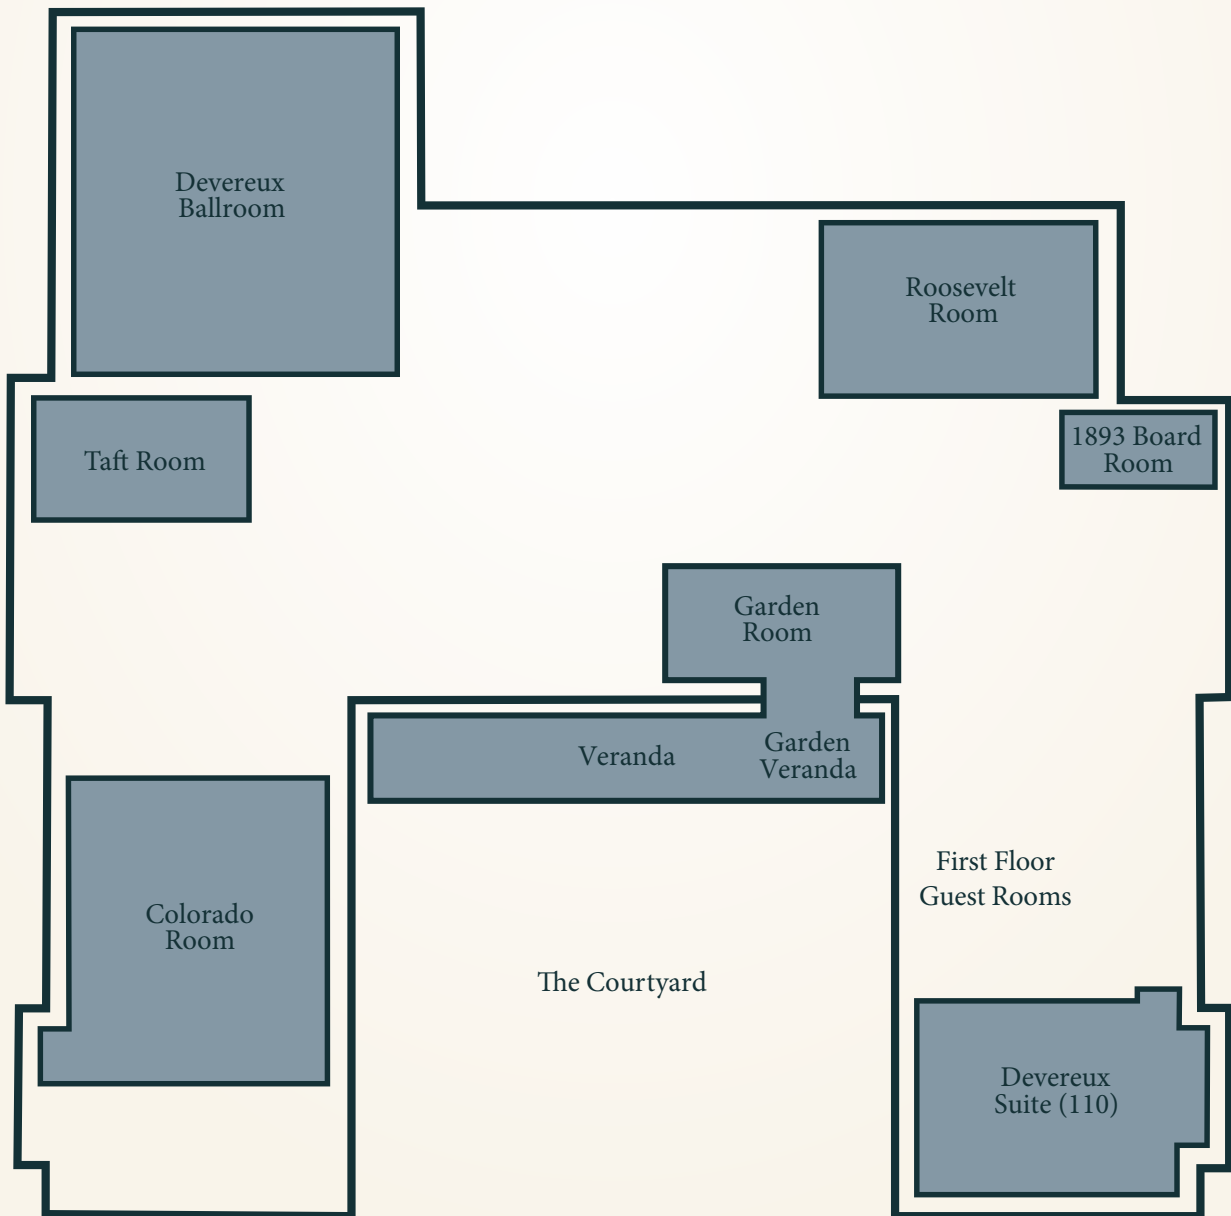 Devereux
Ballroom
Roosevelt
Room
1893 Board
Room
Taft Room
Garden
Room
Veranda
Garden
Veranda
First Floor
Guest Rooms
Colorado
Room
The Courtyard
Devereux
Suite (110)